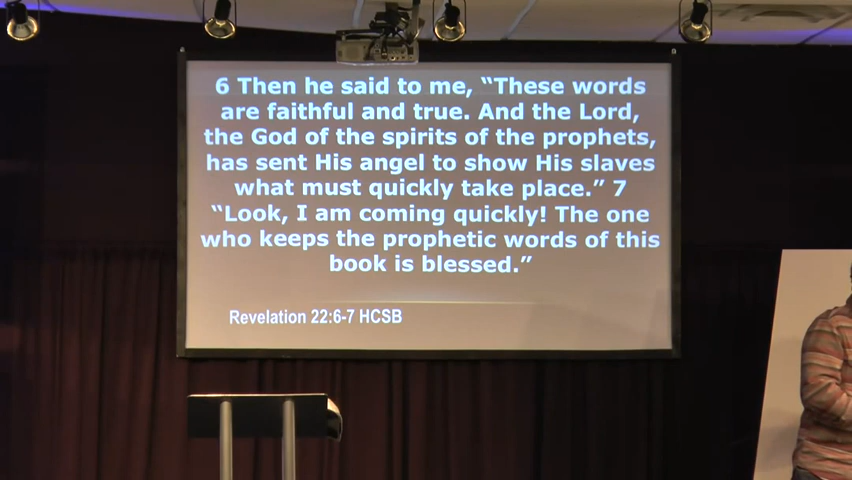 6 Then he said to me, “These words
are faithful and true. And the Lord,
the God of the spirits of the prophets,
has sent His angel to show His slaves
what must quickly take place.” 7
“Look, I am coming quickly! The one
who keeps the prophetic words of this
book is blessed.”
Revelation 22:6-7 HCSB